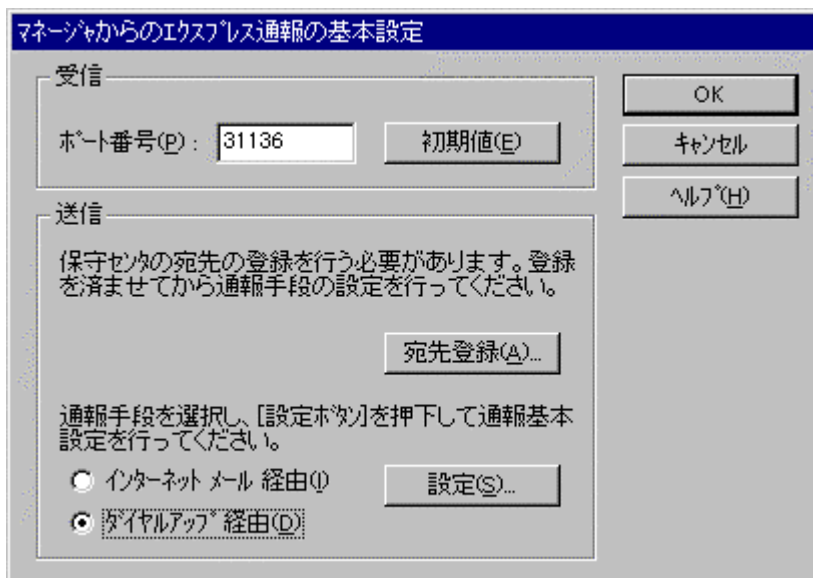 ﾏﾈｰｼﾞｬからのｴｸｽﾌﾟﾚｽ通報の基本設定
受信
ﾎﾟｰﾄ番号(P)：
31136
初期値(E)
OK
ｷｬﾝｾﾙ
ﾍﾙﾌﾟ(H)
送信
保守ｾﾝﾀの宛先の登録を行う必要があります。登録
を済ませてから通報手段の設定を行ってください。
宛先登録(A)...
通報手段を選択し、[設定ﾎﾞﾀﾝ]を押下して通報基本
設定を行ってください。
ｲﾝﾀｰﾈｯﾄ ﾒｰﾙ 経由(I)
設定(S)...
ﾀﾞｲﾔﾙｱｯﾌﾟ 経由(D)